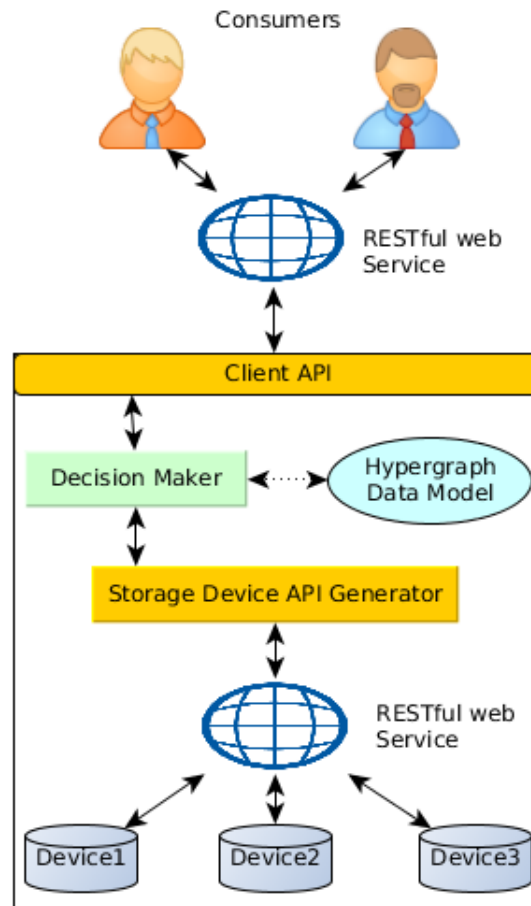 Consumers
RESTful web
Service
Client API
Decision Maker
Hypergraph
Data Model
Storage Device API Generator
RESTful web
Service
Device1
Device2
Device3